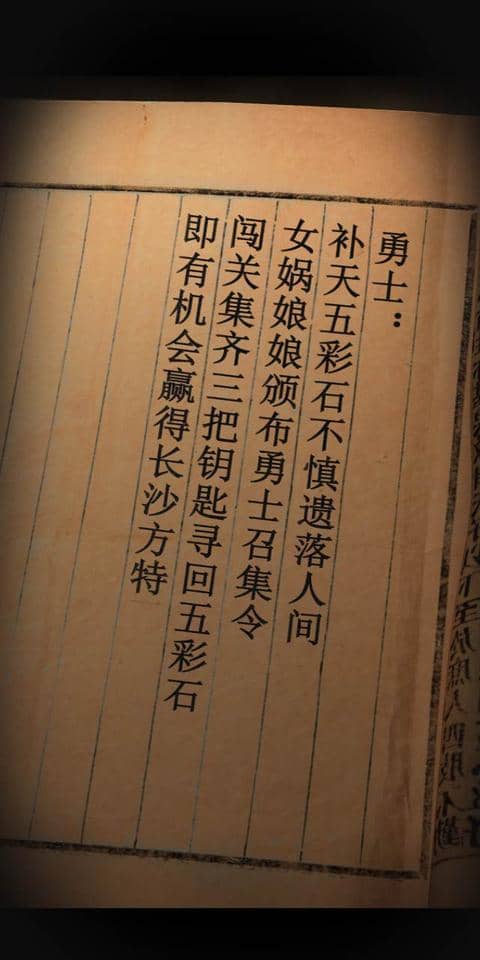 勇士：
补天五彩石不慎遗落人间
女娲娘娘颁布勇士召集令
闯关集齐三把钥匙寻回五彩石
即有机会赢得长沙方特